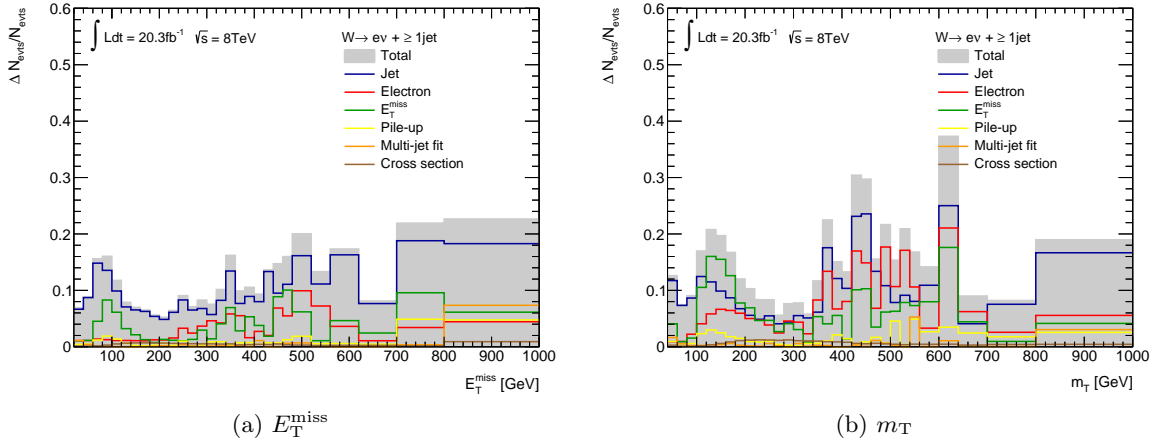 0.6
0.5
0.4
0.3
0.2
0.1
0
Δ N_evts/N_evts
∫ Ldt = 20.3fb⁻¹ √s = 8TeV
W→ eν + ≥ 1jet
Total
Jet
Electron
E_T^miss
Pile-up
Multi-jet fit
Cross section
100 200 300 400 500 600 700 800 900 1000
E_T^miss [GeV]
(a) E_T^miss
0.6
0.5
0.4
0.3
0.2
0.1
0
Δ N_evts/N_evts
∫ Ldt = 20.3fb⁻¹ √s = 8TeV
W→ eν + ≥ 1jet
Total
Jet
Electron
E_T^miss
Pile-up
Multi-jet fit
Cross section
100 200 300 400 500 600 700 800 900 1000
m_T [GeV]
(b) m_T